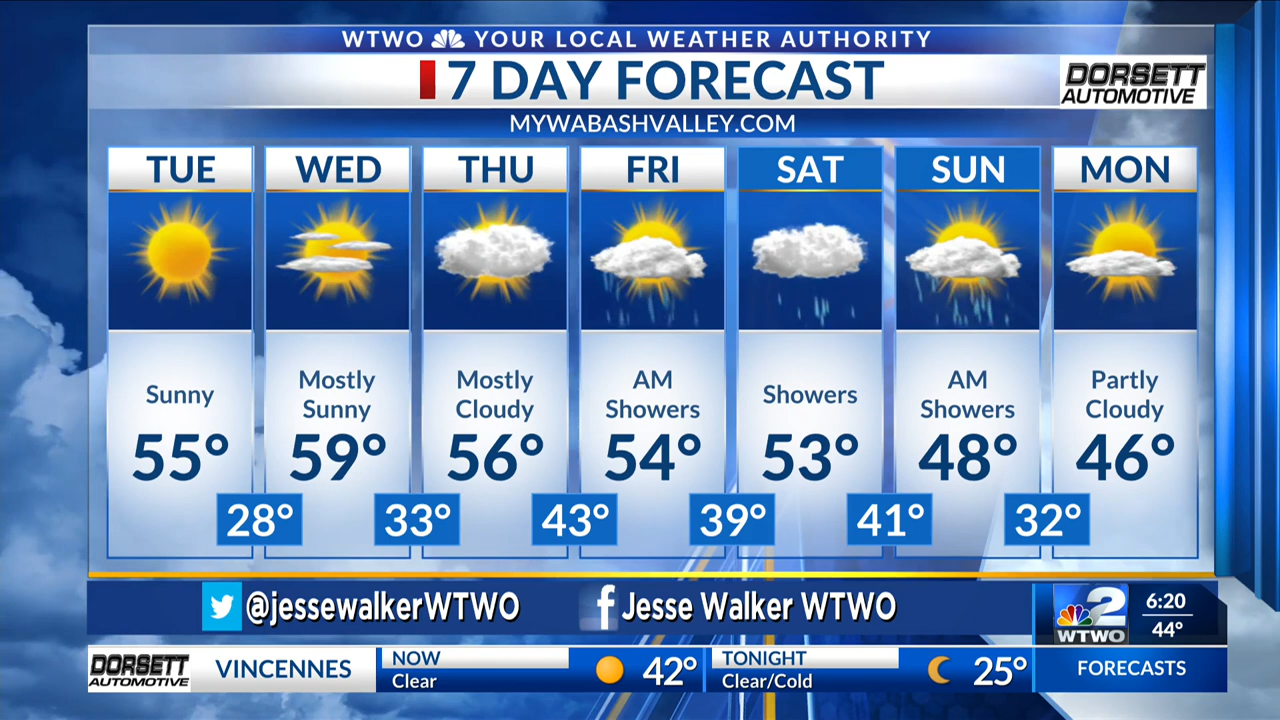 WTWO YOUR LOCAL WEATHER AUTHORITY
7 DAY FORECAST
DORSETT
AUTOMOTIVE
MYWABASHVALLEY.COM
TUE WED THU FRI SAT SUN MON
Sunny
Mostly
Sunny
Mostly
Cloudy
AM
Showers
Showers
AM
Showers
Partly
Cloudy
55° 59° 56° 54° 53° 48° 46°
28° 33° 43° 39° 41° 32°
@jessewalkerWTWO
f Jesse Walker WTWO
2
WTWO
6:20
44°
DORSETT
AUTOMOTIVE
VINCENNES
NOW
Clear
42°
TONIGHT
Clear/Cold
25°
FORECASTS